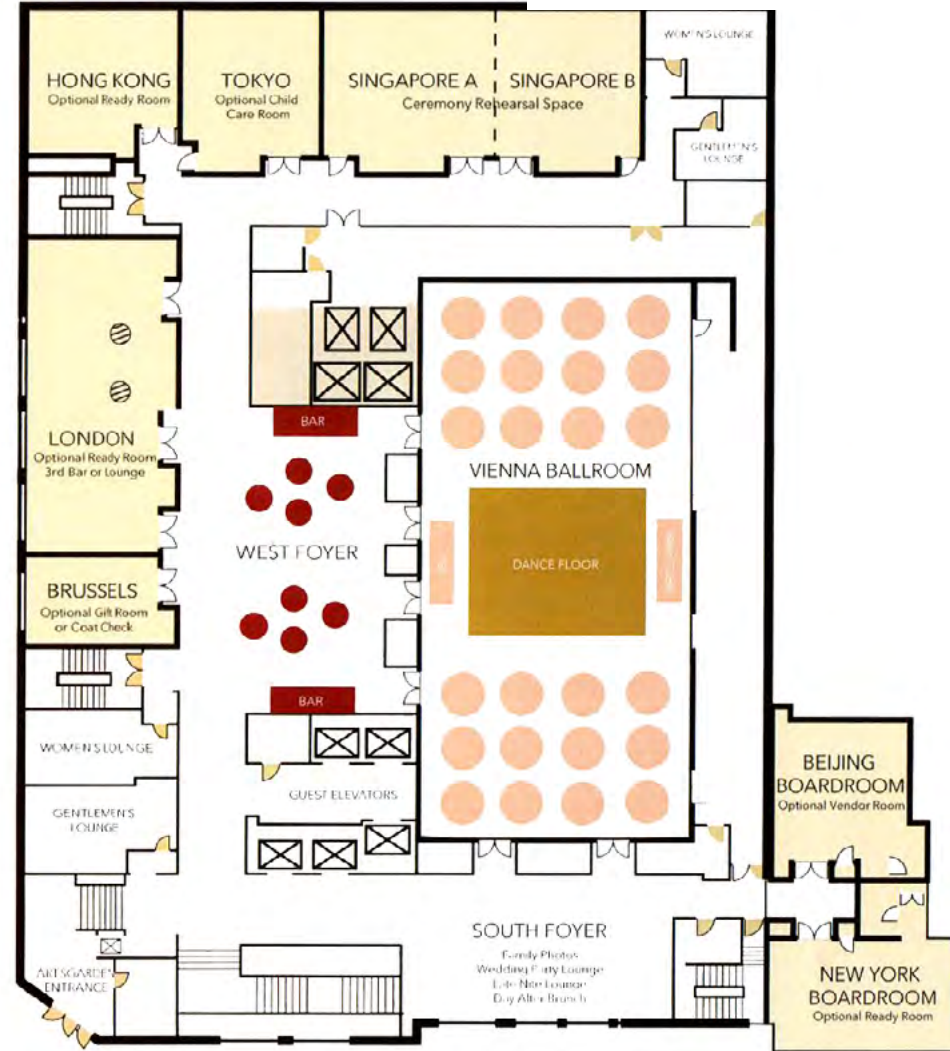 WOMEN'S LOUNGE
HONG KONG
Optional Ready Room
TOKYO
Optional Child
Care Room
SINGAPORE A
SINGAPORE B
Ceremony Rehearsal Space
GENTLEMEN'S
LOUNGE
LONDON
Optional Ready Room
3rd Bar or Lounge
BAR
VIENNA BALLROOM
WEST FOYER
DANCE FLOOR
BRUSSELS
Optional Gift Room
or Coat Check
BAR
WOMEN'S LOUNGE
GUEST ELEVATORS
GENTLEMEN'S
LOUNGE
BEIJING
BOARDROOM
Optional Vendor Room
SOUTH FOYER
Family Photos
Wedding Party Lounge
Late Nite Lounge
Day After Brunch
ARTSGARDEN
ENTRANCE
NEW YORK
BOARDROOM
Optional Ready Room